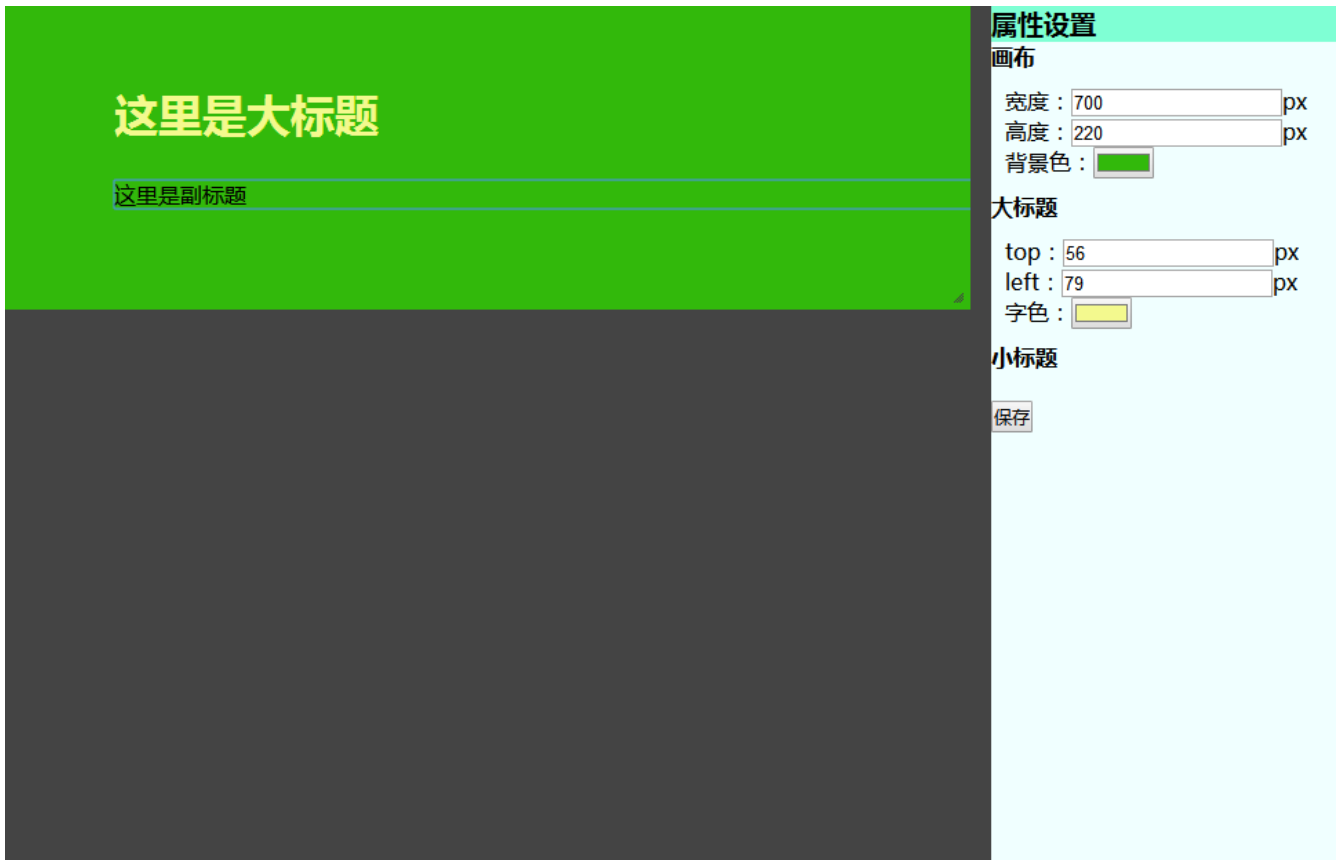 这里是大标题
这里是副标题
属性设置
画布
宽度：700px
高度：220px
背景色：
大标题
top：56px
left：79px
字色：
小标题
保存